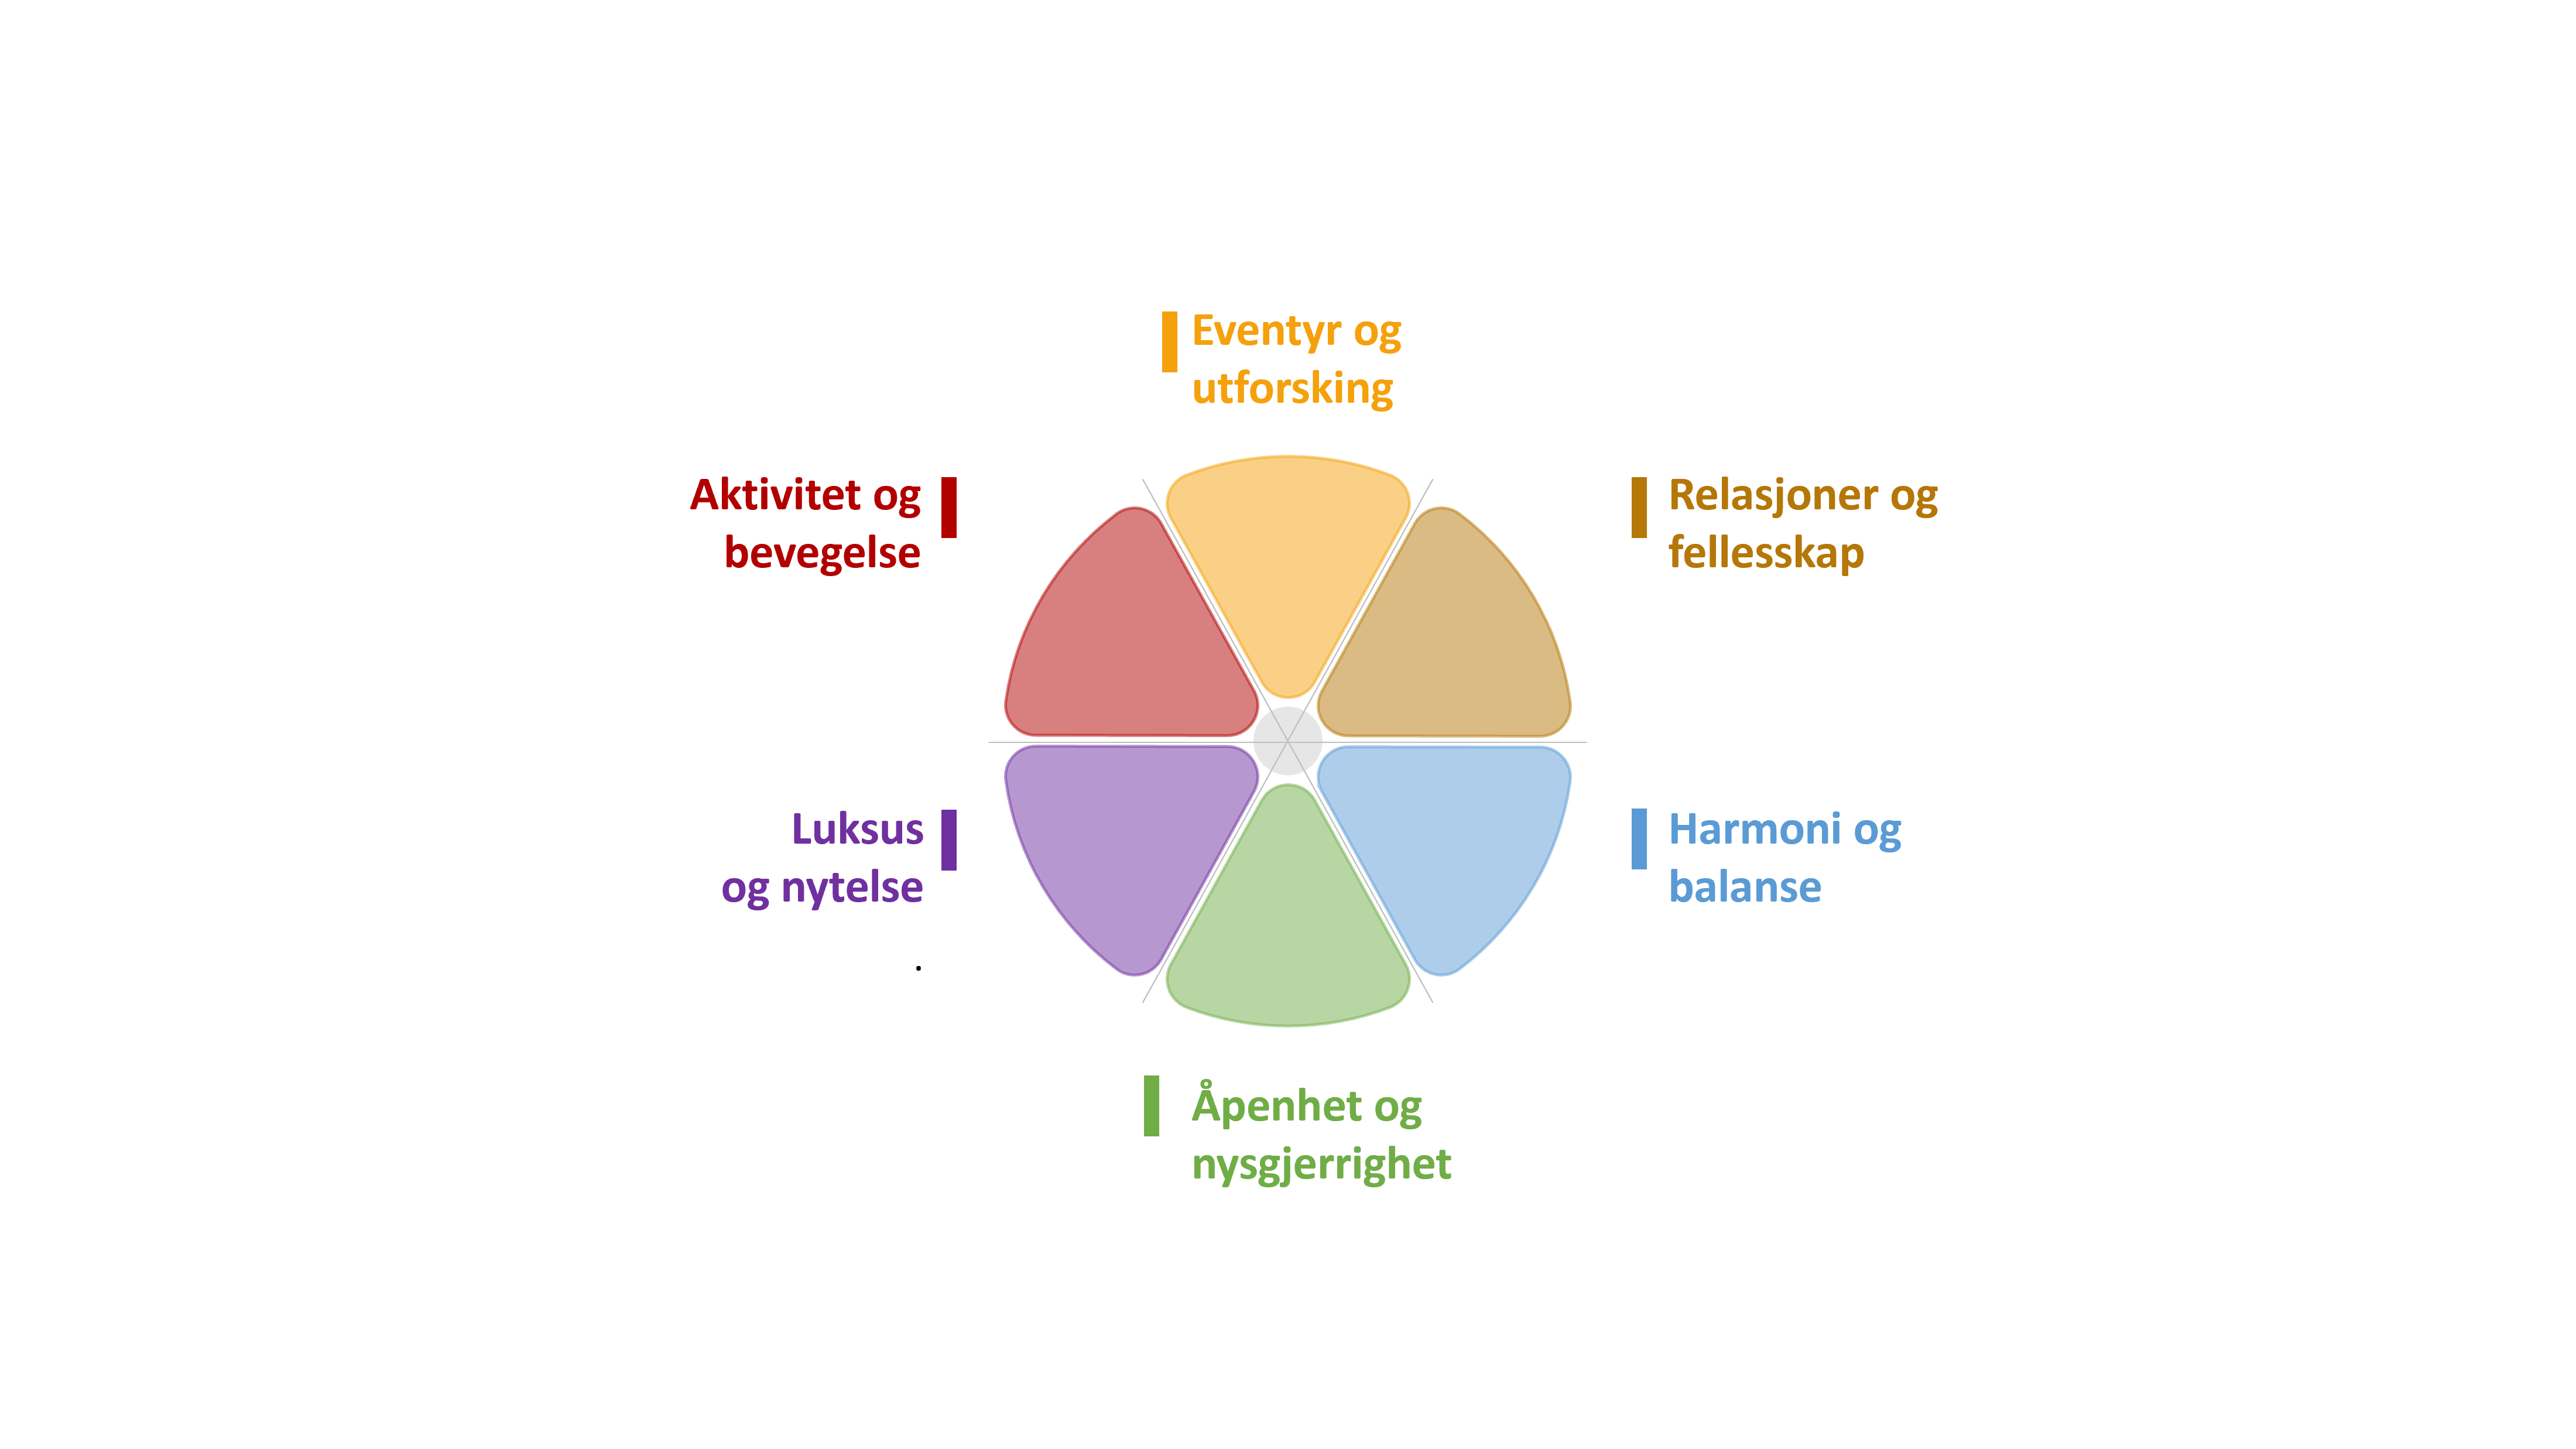 Eventyr og
utforsking
Aktivitet og
bevegelse
Relasjoner og
fellesskap
Luksus
og nytelse
.
Harmoni og
balanse
Åpenhet og
nysgjerrighet